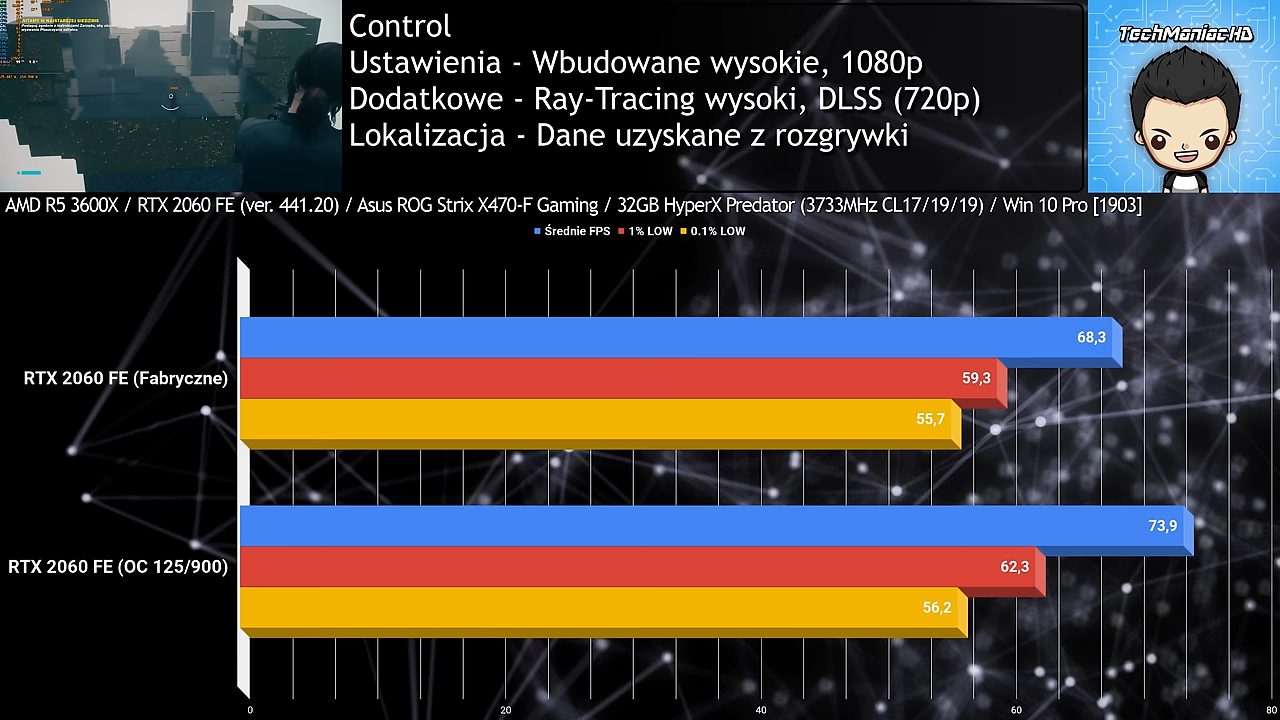 WITAMY W NAJSTARSZEJ SIEDZIBIE
Control
Ustawienia - Wbudowane wysokie, 1080p
Dodatkowe - Ray-Tracing wysoki, DLSS (720p)
Lokalizacja - Dane uzyskane z rozgrywki
TechManiacHD
AMD R5 3600X / RTX 2060 FE (ver. 441.20) / Asus ROG Strix X470-F Gaming / 32GB HyperX Predator (3733MHz CL17/19/19) / Win 10 Pro [1903]
Średnie FPS 1% LOW 0.1% LOW
68,3
RTX 2060 FE (Fabryczne) 59,3
55,7
73,9
RTX 2060 FE (OC 125/900) 62,3
56,2
0 20 40 60 80